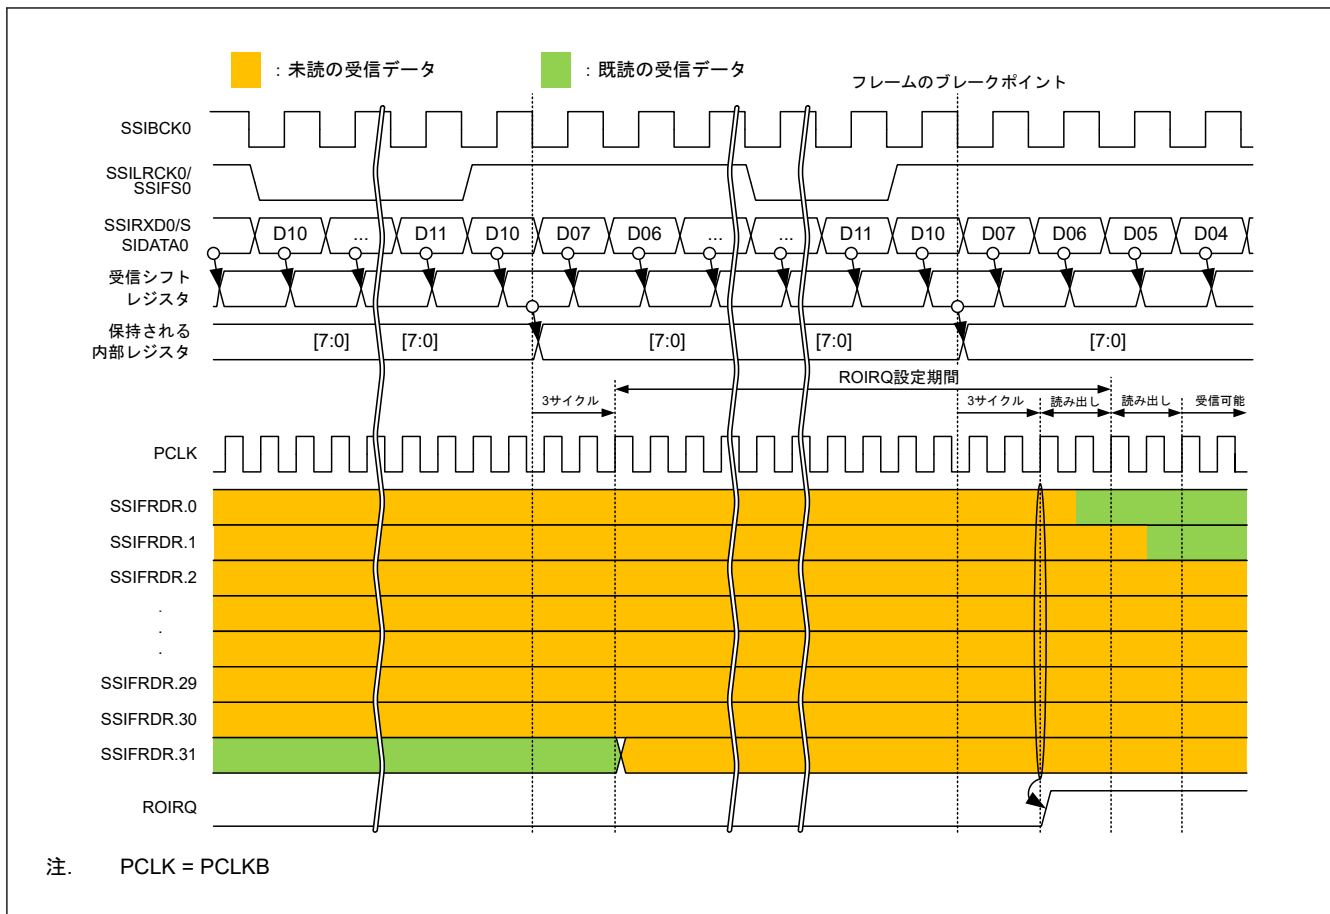 ：未読の受信データ
：既読の受信データ
フレームのブレークポイント
SSIBCK0
SSILRCK0/
SSIFS0
SSIRXD0/S
SIDATA0
D10 ... D11 D10 D07 D06 ... ... D11 D10 D07 D06 D05 D04
受信シフト
レジスタ
保持される
内部レジスタ
[7:0] [7:0] [7:0] [7:0] [7:0]
ROIRQ設定期間
3サイクル 3サイクル 読み出し 読み出し 受信可能
PCLK
SSIFRDR.0
SSIFRDR.1
SSIFRDR.2
.
.
.
SSIFRDR.29
SSIFRDR.30
SSIFRDR.31
ROIRQ
注. PCLK = PCLKB